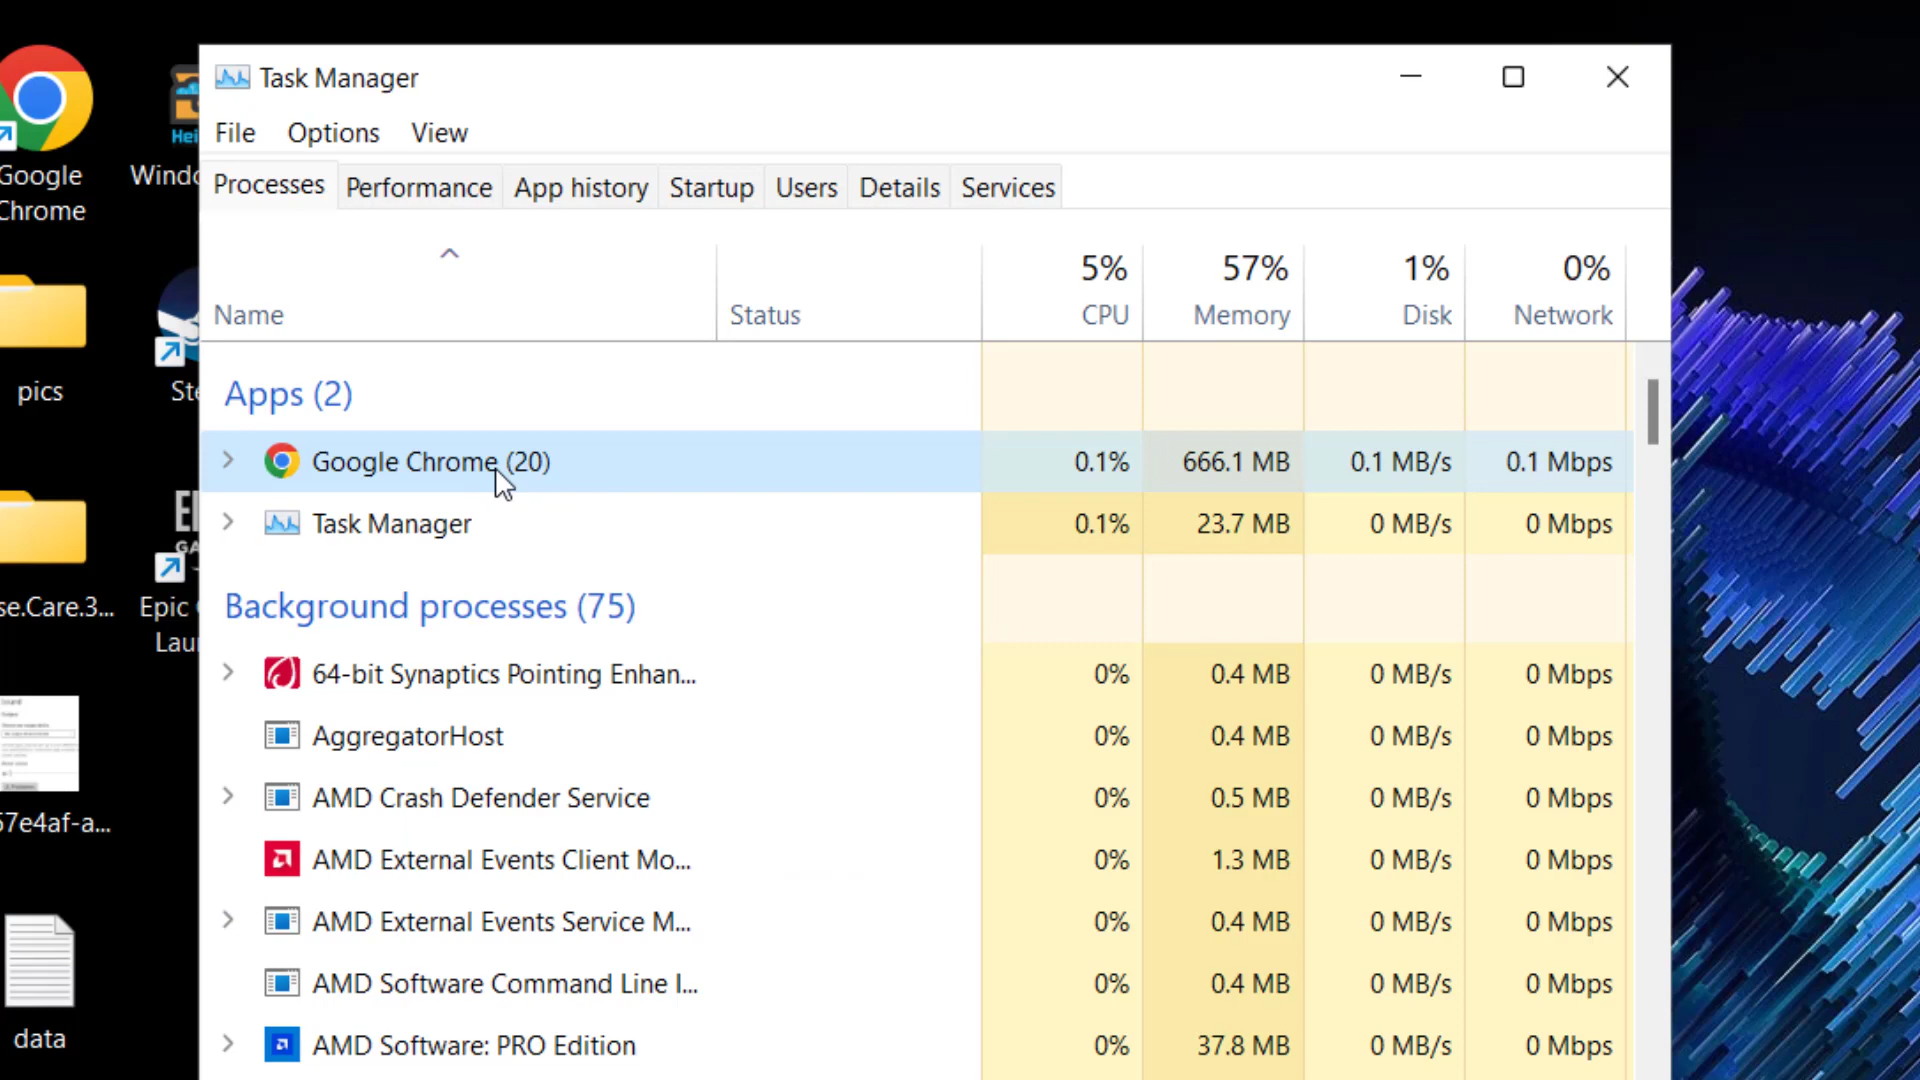 Task Manager
File Options View
Processes Performance App history Startup Users Details Services
5% 57% 1% 0%
Name Status CPU Memory Disk Network
Apps (2)
Google Chrome (20) 0.1% 666.1 MB 0.1 MB/s 0.1 Mbps
Task Manager 0.1% 23.7 MB 0 MB/s 0 Mbps
Background processes (75)
64-bit Synaptics Pointing Enhan... 0% 0.4 MB 0 MB/s 0 Mbps
AggregatorHost 0% 0.4 MB 0 MB/s 0 Mbps
AMD Crash Defender Service 0% 0.5 MB 0 MB/s 0 Mbps
AMD External Events Client Mo... 0% 1.3 MB 0 MB/s 0 Mbps
AMD External Events Service M... 0% 0.4 MB 0 MB/s 0 Mbps
AMD Software Command Line I... 0% 0.4 MB 0 MB/s 0 Mbps
AMD Software: PRO Edition 0% 37.8 MB 0 MB/s 0 Mbps
Google
Chrome
Hei
Windo
pics
Ste
se.Care.3...
Epic
Lau
57e4af-a...
data